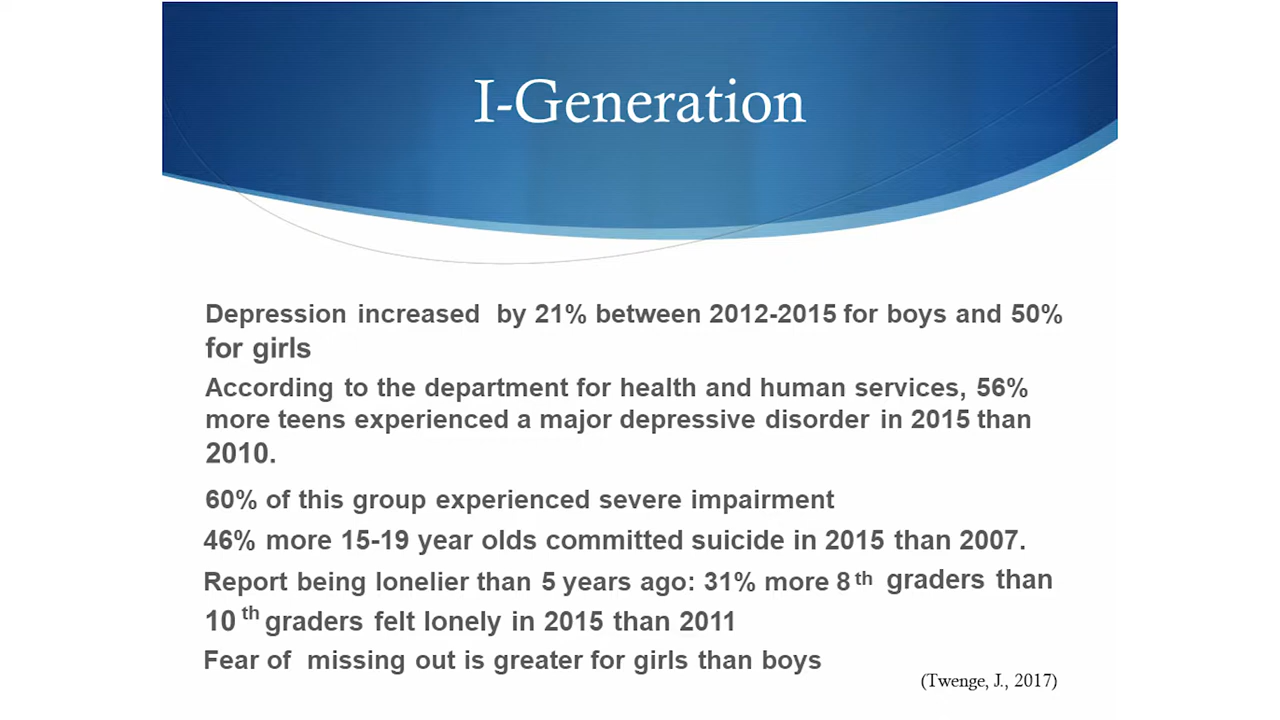 I-Generation
Depression increased by 21% between 2012-2015 for boys and 50%
for girls
According to the department for health and human services, 56%
more teens experienced a major depressive disorder in 2015 than
2010.
60% of this group experienced severe impairment
46% more 15-19 year olds committed suicide in 2015 than 2007.
Report being lonelier than 5 years ago: 31% more 8th graders than
10th graders felt lonely in 2015 than 2011
Fear of missing out is greater for girls than boys
(Twenge, J., 2017)